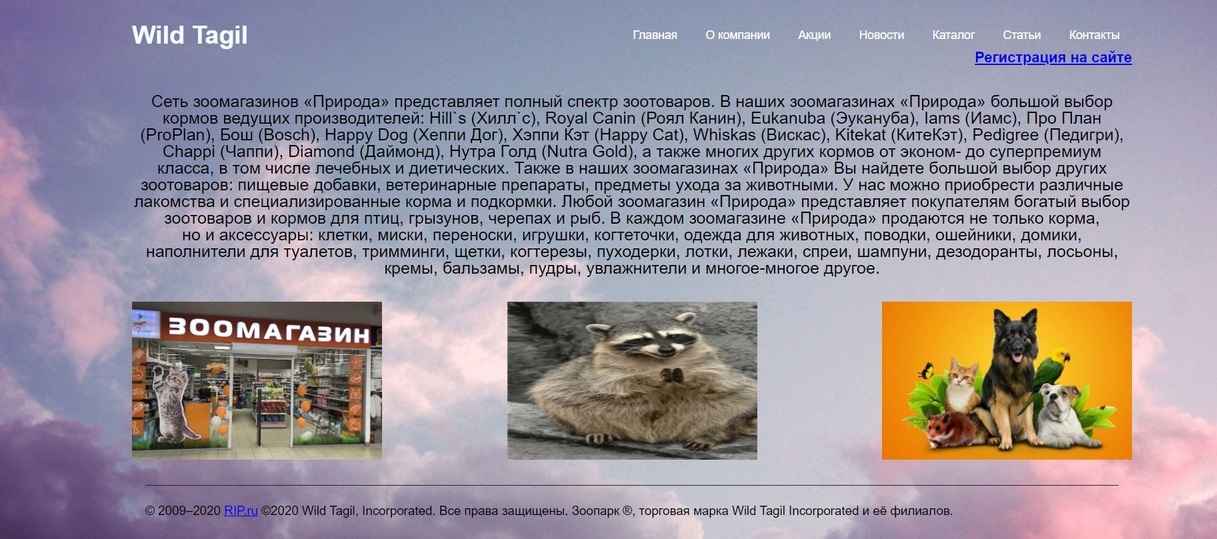 Wild Tagil
Главная О компании Акции Новости Каталог Статьи Контакты
Регистрация на сайте
Сеть зоомагазинов «Природа» представляет полный спектр зоотоваров. В наших зоомагазинах «Природа» большой выбор
кормов ведущих производителей: Hill`s (Хилл`с), Royal Canin (Роял Канин), Eukanuba (Эукануба), Iams (Иамс), Про План
(ProPlan), Бош (Bosch), Happy Dog (Хеппи Дог), Хэппи Кэт (Happy Cat), Whiskas (Вискас), Kitekat (КитеКэт), Pedigree (Педигри),
Chappi (Чаппи), Diamond (Даймонд), Нутра Голд (Nutra Gold), а также многих других кормов от эконом- до суперпремиум
класса, в том числе лечебных и диетических. Также в наших зоомагазинах «Природа» Вы найдете большой выбор других
зоотоваров: пищевые добавки, ветеринарные препараты, предметы ухода за животными. У нас можно приобрести различные
лакомства и специализированные корма и подкормки. Любой зоомагазин «Природа» представляет покупателям богатый выбор
зоотоваров и кормов для птиц, грызунов, черепах и рыб. В каждом зоомагазине «Природа» продаются не только корма,
но и аксессуары: клетки, миски, переноски, игрушки, когтеточки, одежда для животных, поводки, ошейники, домики,
наполнители для туалетов, тримминги, щетки, когтерезы, пуходерки, лотки, лежаки, спреи, шампуни, дезодоранты, лосьоны,
кремы, бальзамы, пудры, увлажнители и многое-многое другое.
ЗООМАГАЗИН
© 2009–2020 RIP.ru ©2020 Wild Tagil, Incorporated. Все права защищены. Зоопарк ®, торговая марка Wild Tagil Incorporated и её филиалов.